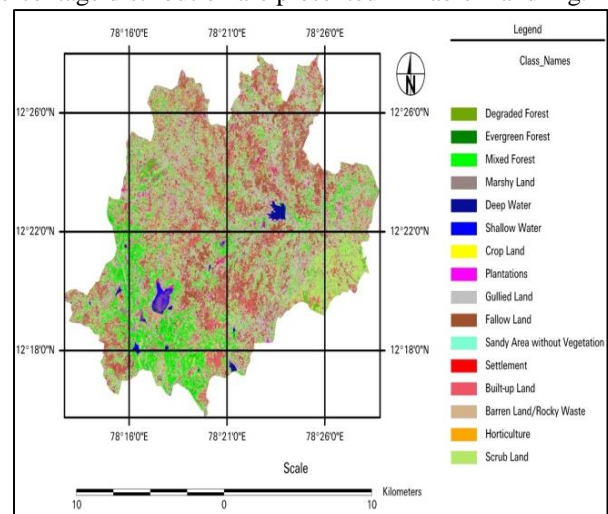 Legend
Class_Names
78°16'0"E 78°21'0"E 78°26'0"E
N
12°26'0"N 12°26'0"N
12°22'0"N 12°22'0"N
12°18'0"N 12°18'0"N
78°16'0"E 78°21'0"E 78°26'0"E
Degraded Forest
Evergreen Forest
Mixed Forest
Marshy Land
Deep Water
Shallow Water
Crop Land
Plantations
Gullied Land
Fallow Land
Sandy Area without Vegetation
Settlement
Built-up Land
Barren Land/Rocky Waste
Horticulture
Scrub Land
Scale
Kilometers
10 0 10